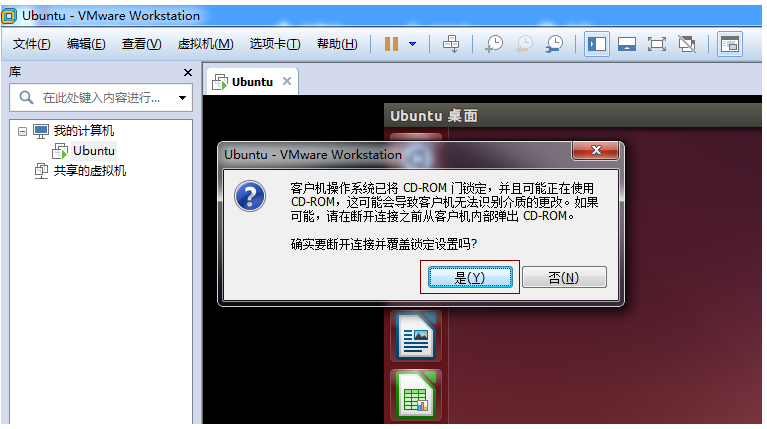 Ubuntu - VMware Workstation
文件(F) 编辑(E) 查看(V) 虚拟机(M) 选项卡(T) 帮助(H)
库
在此处键入内容进行...
我的计算机
Ubuntu
共享的虚拟机
Ubuntu
Ubuntu 桌面
Ubuntu - VMware Workstation
客户机操作系统已将 CD-ROM 门锁定，并且可能正在使用
CD-ROM，这可能会导致客户机无法识别介质的更改。如果
可能，请在断开连接之前从客户机内部弹出 CD-ROM。
确实要断开连接并覆盖锁定设置吗?
是(Y) 否(N)